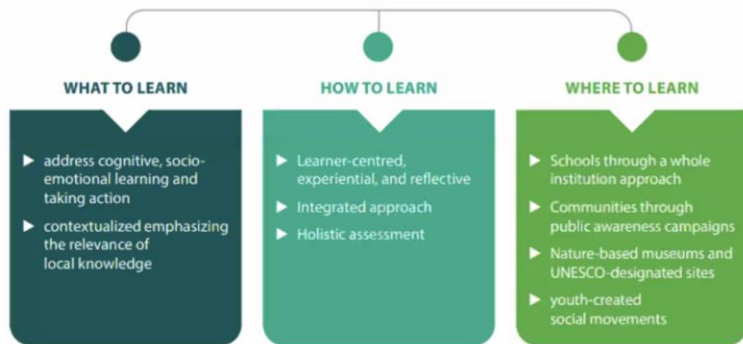 WHAT TO LEARN
address cognitive, socio-
emotional learning and
taking action
contextualized emphasizing
the relevance of
local knowledge
HOW TO LEARN
Learner-centred,
experiential, and reflective
Integrated approach
Holistic assessment
WHERE TO LEARN
Schools through a whole
institution approach
Communities through
public awareness campaigns
Nature-based museums and
UNESCO-designated sites
youth-created
social movements